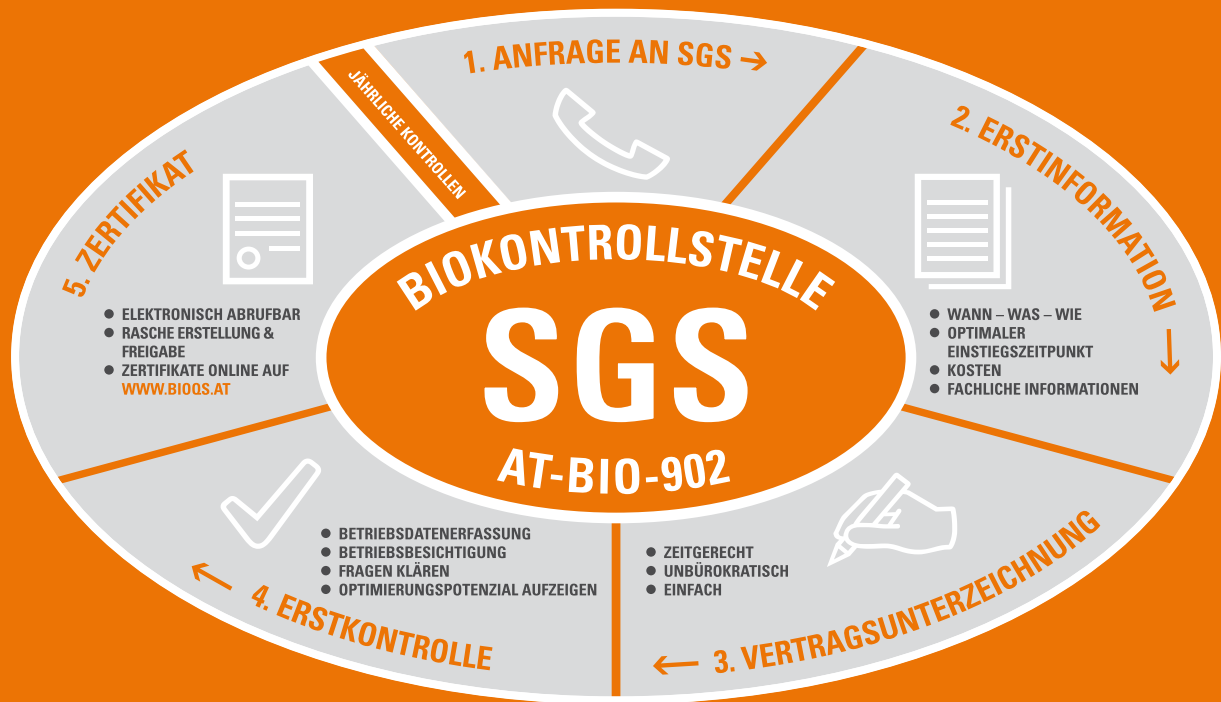 1. ANFRAGE AN SGS →
2. ERSTINFORMATION →
● WANN – WAS – WIE
● OPTIMALER
EINSTIEGSZEITPUNKT
● KOSTEN
● FACHLICHE INFORMATIONEN
3. VERTRAGSUNTERZEICHNUNG →
● ZEITGERECHT
● UNBÜROKRATISCH
● EINFACH
4. ERSTKONTROLLE →
● BETRIEBSDATENERFASSUNG
● BETRIEBSBESICHTIGUNG
● FRAGEN KLÄREN
● OPTIMIERUNGSPOTENZIAL AUFZEIGEN
5. ZERTIFIKAT
● ELEKTRONISCH ABRUFBAR
● RASCHE ERSTELLUNG &
FREIGABE
● ZERTIFIKATE ONLINE AUF
WWW.BIOQS.AT
JÄHRLICHE KONTROLLEN
BIOKONTROLLSTELLE
SGS
AT-BIO-902